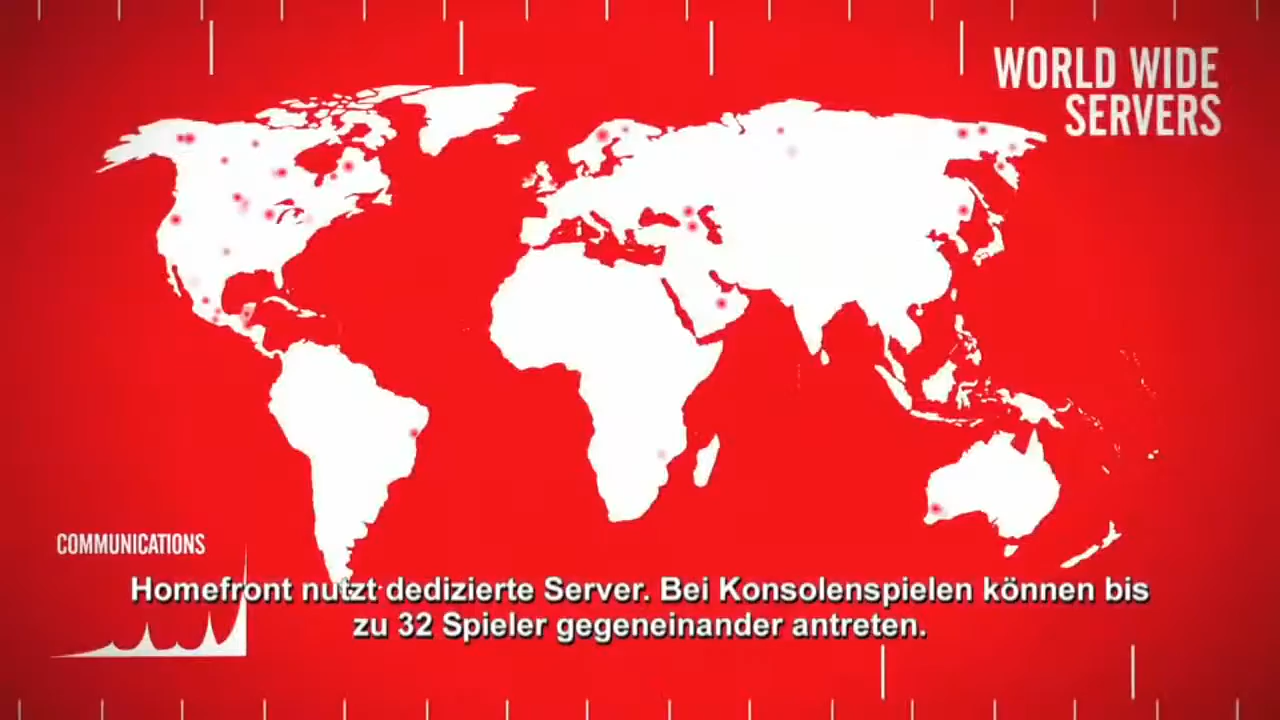 WORLD WIDE
SERVERS
COMMUNICATIONS
Homefront nutzt dedizierte Server. Bei Konsolenspielen können bis
zu 32 Spieler gegeneinander antreten.